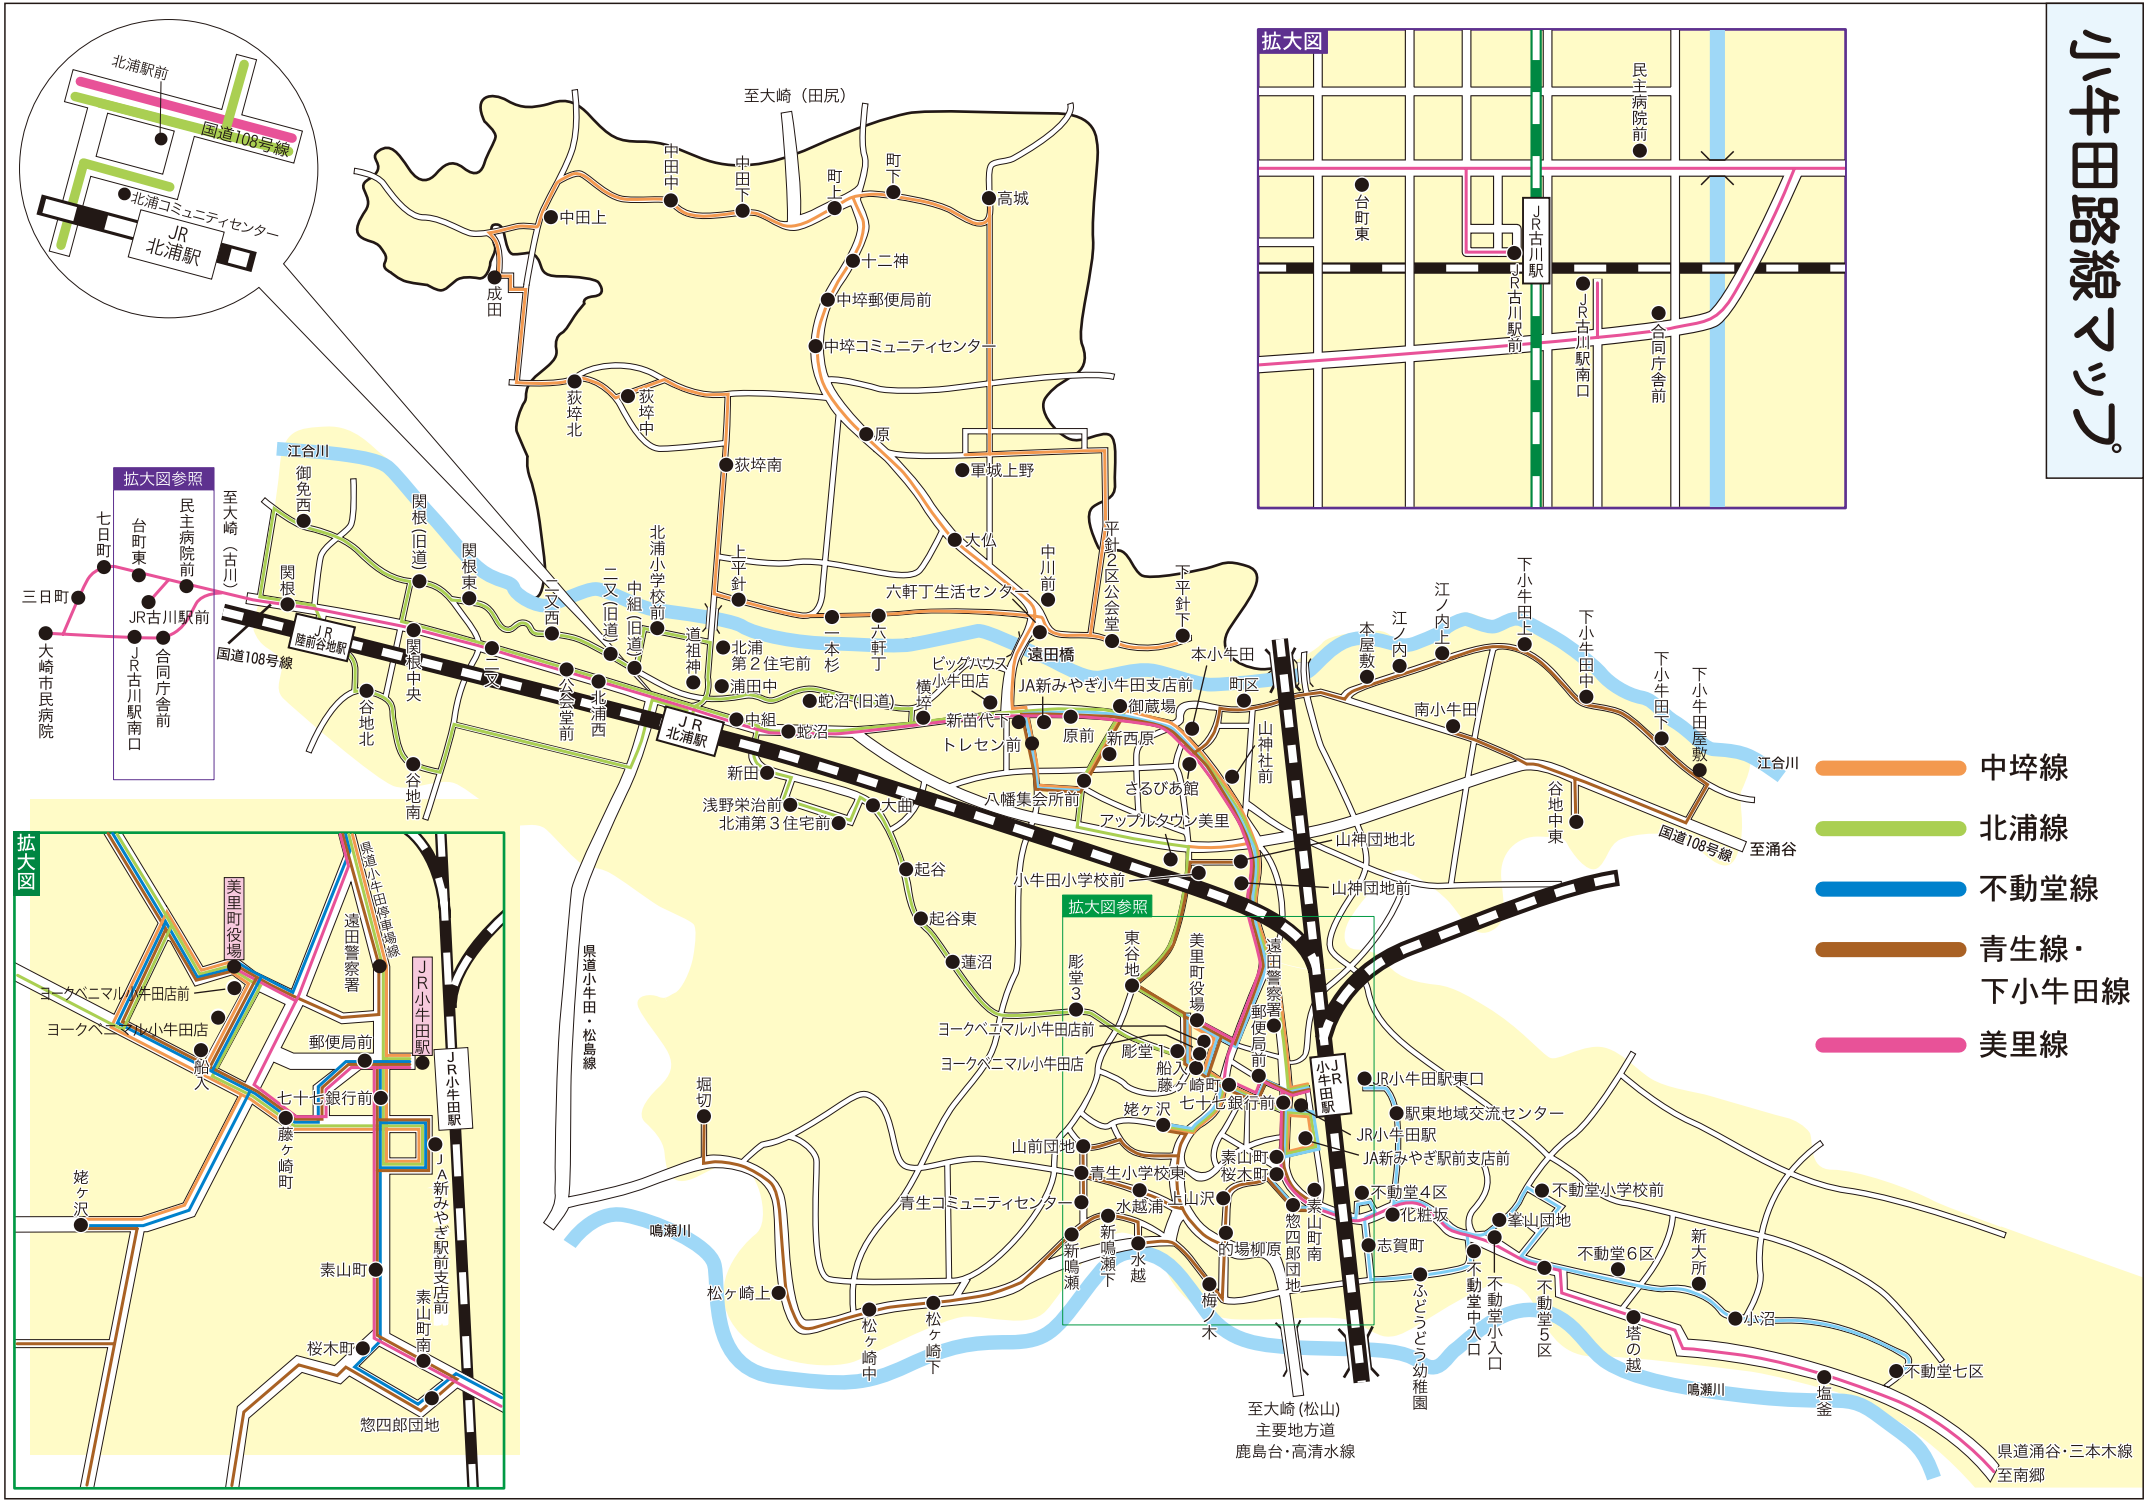 小牛田路線マップ
北浦駅前
国道108号線
北浦コミュニティセンター
JR
北浦駅
至大崎（田尻）
中田上
中田中
中田下
町上
町下
高城
成田
十二神
中埣郵便局前
中埣コミュニティセンター
荻埣北
荻埣中
荻埣南
原
軍城上野
大仏
上平針
一本杉
六軒丁
六軒丁生活センター
中川前
平針2区公会堂
下平針下
遠田橋
拡大図
民主病院前
台町東
JR古川駅
JR古川駅前
JR古川駅南口
合同庁舎前
江合川
拡大図参照
七日町
台町東
民主病院前
至大崎（古川）
三日町
JR古川駅前
大崎市民病院
JR古川駅南口
合同庁舎前
御免西
関根
関根(旧道)
関根東
JR
陸前谷地駅
国道108号線
関根中央
谷地北
谷地南
二又
二又西
二又(旧道)
中組(旧道)
北浦小学校前
公会堂前
北浦西
道祖神
北浦
第2住宅前
浦田中
蛇沼(旧道)
中組
蛇沼
JR
北浦駅
新田
浅野栄治前
北浦第3住宅前
大曲
起谷
起谷東
蓮沼
横埣
ビッグハウス
小牛田店
JA新みやぎ小牛田支店前
新苗代下
トレセン前
原前
御蔵場
新西原
八幡集会所前
さるびあ館
アップルタウン美里
本小牛田
町区
山神社前
山神団地北
山神団地前
小牛田小学校前
本屋敷
江ノ内
江ノ内上
下小牛田上
下小牛田中
下小牛田下
下小牛田屋敷
江合川
南小牛田
谷地中東
国道108号線
至涌谷
中埣線
北浦線
不動堂線
青生線・
下小牛田線
美里線
拡大図
美里町役場
県道小牛田停車場線
遠田警察署
JR小牛田駅
ヨークベニマル小牛田店前
ヨークベニマル小牛田店
船入
郵便局前
JR小牛田駅
七十七銀行前
藤ヶ崎町
姥ヶ沢
JA新みやぎ駅前支店前
素山町
素山町南
桜木町
惣四郎団地
県道小牛田・松島線
拡大図参照
東谷地
美里町役場
遠田警察署
彫堂3
ヨークベニマル小牛田店前
ヨークベニマル小牛田店
彫堂1
船入
藤ヶ崎町
郵便局前
七十七銀行前
JR
小牛田駅
JR小牛田駅東口
駅東地域交流センター
JR小牛田駅
JA新みやぎ駅前支店前
姥ヶ沢
山前団地
青生小学校東
青生コミュニティセンター
水越浦
上山沢
素山町
桜木町
素山町南
惣四郎団地
的場柳原
新鳴瀬
新鳴瀬下
水越
梅ノ木
堀切
鳴瀬川
松ヶ崎上
松ヶ崎中
松ヶ崎下
不動堂4区
化粧坂
志賀町
ふどうどう幼稚園
不動堂中入口
不動堂小入口
峯山団地
不動堂小学校前
不動堂5区
不動堂6区
新大所
塔の越
小沼
不動堂七区
塩釜
鳴瀬川
至大崎(松山)
主要地方道
鹿島台・高清水線
県道涌谷・三本木線
至南郷